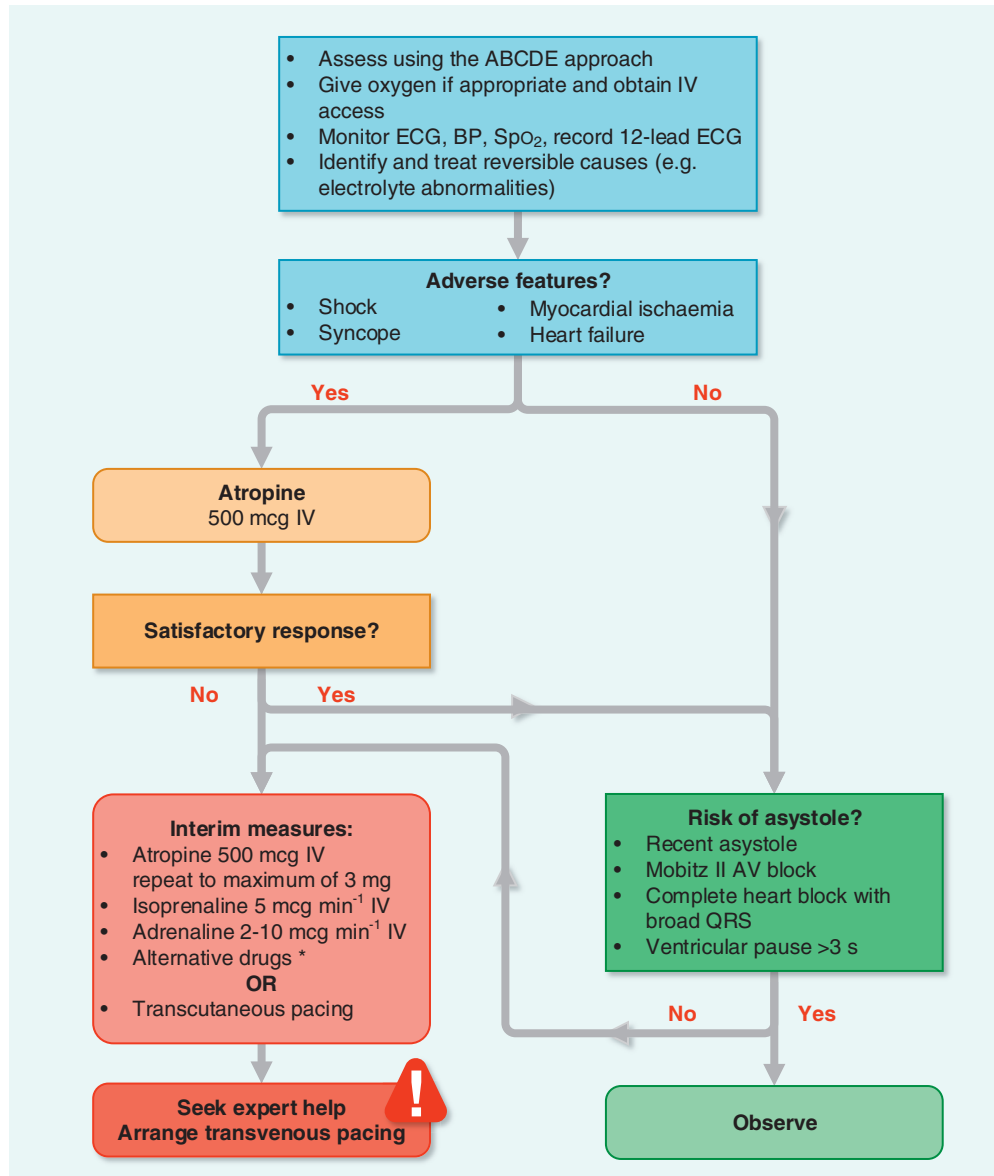 • Assess using the ABCDE approach
• Give oxygen if appropriate and obtain IV
access
• Monitor ECG, BP, SpO₂, record 12-lead ECG
• Identify and treat reversible causes (e.g.
electrolyte abnormalities)
Adverse features?
• Shock
• Syncope
• Myocardial ischaemia
• Heart failure
Yes
No
Atropine
500 mcg IV
Satisfactory response?
No
Yes
Interim measures:
• Atropine 500 mcg IV
repeat to maximum of 3 mg
• Isoprenaline 5 mcg min⁻¹ IV
• Adrenaline 2-10 mcg min⁻¹ IV
• Alternative drugs *
OR
• Transcutaneous pacing
Risk of asystole?
• Recent asystole
• Mobitz II AV block
• Complete heart block with
broad QRS
• Ventricular pause >3 s
No
Yes
!
Seek expert help
Arrange transvenous pacing
Observe